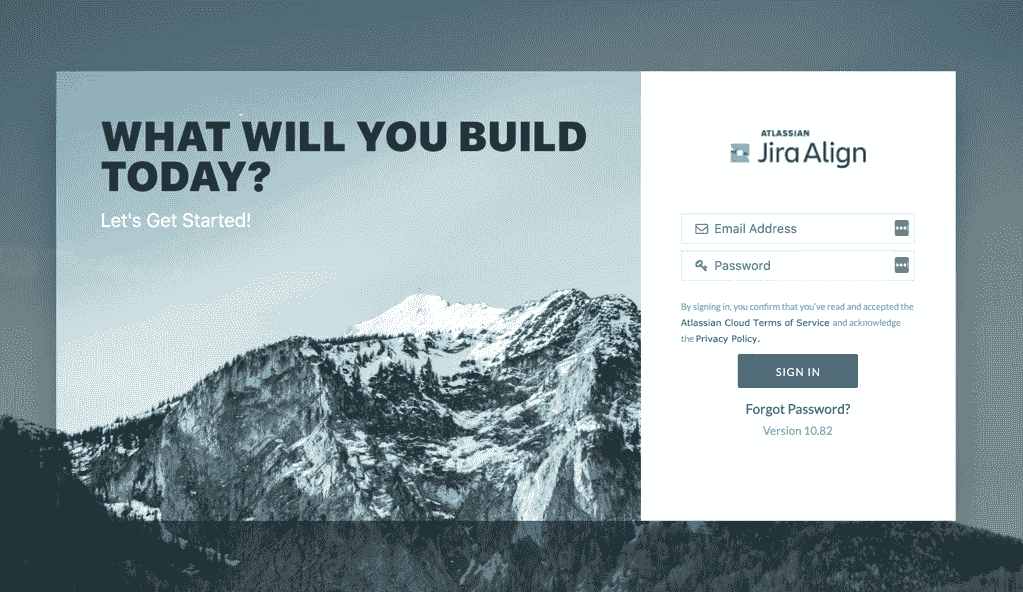 WHAT WILL YOU BUILD
TODAY?
Let's Get Started!
ATLASSIAN
Jira Align
Email Address
Password
By signing in, you confirm that you've read and accepted the
Atlassian Cloud Terms of Service and acknowledge
the Privacy Policy.
SIGN IN
Forgot Password?
Version 10.82